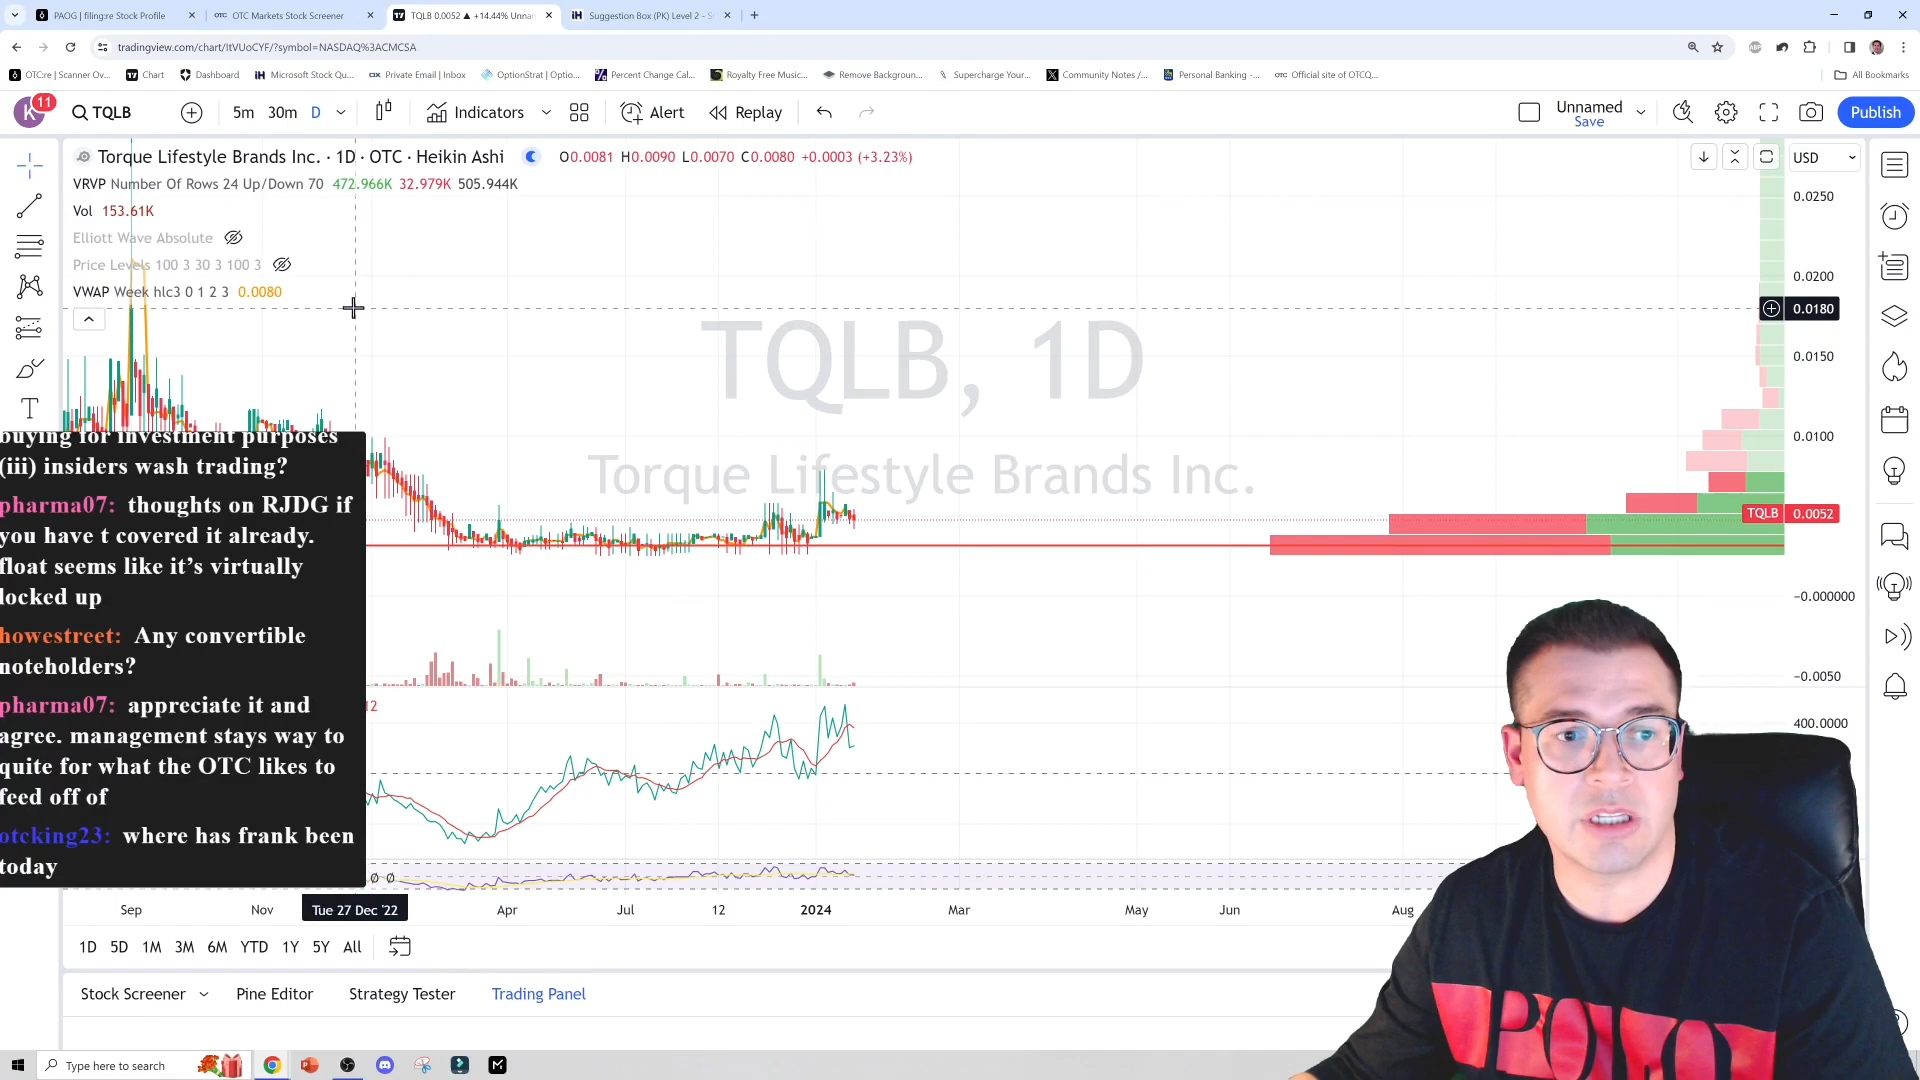 PAOG | filing:re Stock Profile
OTC Markets Stock Screener
TQLB 0.0052 ▲ +14.44% Unnan
Suggestion Box (PK) Level 2 - S
tradingview.com/chart/ItVUoCYF/?symbol=NASDAQ%3ACMCSA
OTC:re | Scanner Ov...
Chart
Dashboard
Microsoft Stock Qu...
Private Email | Inbox
OptionStrat | Optio...
Percent Change Cal...
Royalty Free Music...
Remove Backgroun...
Supercharge Your...
Community Notes /...
Personal Banking -...
Official site of OTCQ...
All Bookmarks
K 11
TQLB
5m 30m D
Indicators
Alert
Replay
Unnamed
Save
Publish
Torque Lifestyle Brands Inc. · 1D · OTC · Heikin Ashi
O0.0081 H0.0090 L0.0070 C0.0080 +0.0003 (+3.23%)
USD
VRVP Number Of Rows 24 Up/Down 70 472.966K 32.979K 505.944K
Vol 153.61K
Elliott Wave Absolute
Price Levels 100 3 30 3 100 3
VWAP Week hlc3 0 1 2 3 0.0080
0.0250
0.0200
0.0180
0.0150
0.0100
TQLB 0.0052
−0.000000
−0.0050
400.0000
TQLB, 1D
Torque Lifestyle Brands Inc.
buying for investment purposes
(iii) insiders wash trading?
pharma07: thoughts on RJDG if
you have t covered it already.
float seems like it's virtually
locked up
howestreet: Any convertible
noteholders?
pharma07: appreciate it and
agree. management stays way to
quite for what the OTC likes to
feed off of
otcking23: where has frank been
today
12
Ø Ø
Sep
Nov
Tue 27 Dec '22
Apr
Jul
12
2024
Mar
May
Jun
Aug
1D 5D 1M 3M 6M YTD 1Y 5Y All
Stock Screener
Pine Editor
Strategy Tester
Trading Panel
POLO
Type here to search